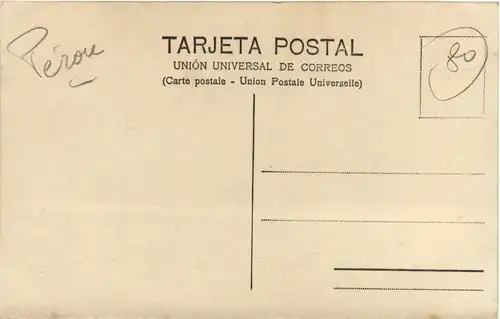 Pérou
TARJETA POSTAL
80
UNIÓN UNIVERSAL DE CORREOS
(Carte postale - Union Postale Universelle)